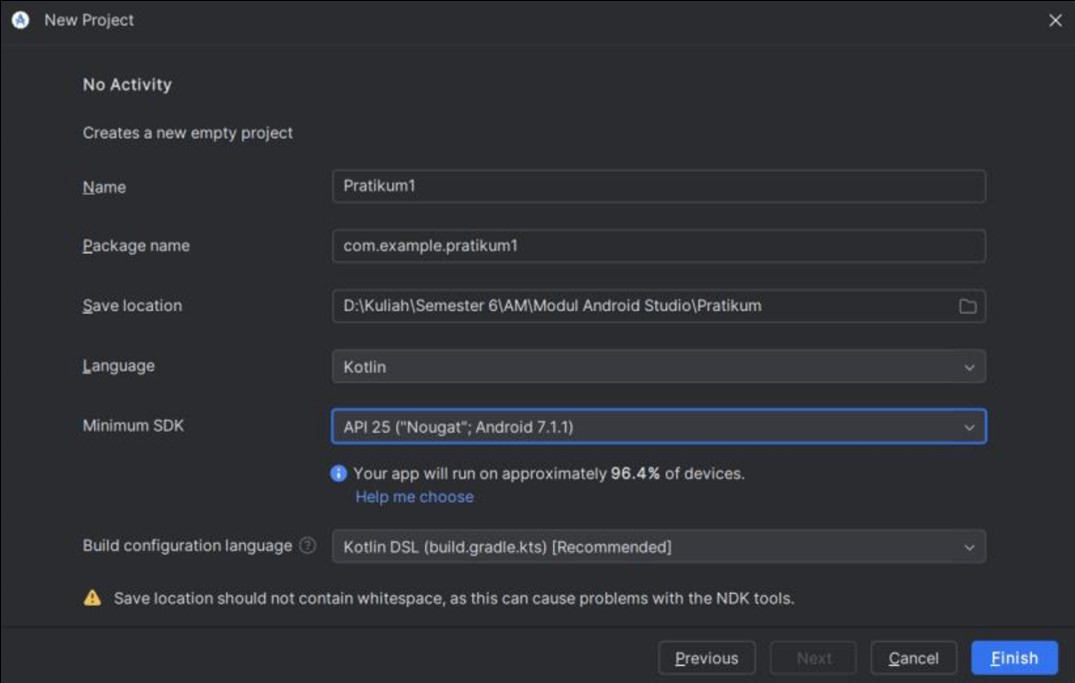 New Project
No Activity
Creates a new empty project
Name
Pratikum1
Package name
com.example.pratikum1
Save location
D:\Kuliah\Semester 6\AM\Modul Android Studio\Pratikum
Language
Kotlin
Minimum SDK
API 25 ("Nougat"; Android 7.1.1)
Your app will run on approximately 96.4% of devices.
Help me choose
Build configuration language ?
Kotlin DSL (build.gradle.kts) [Recommended]
Save location should not contain whitespace, as this can cause problems with the NDK tools.
Previous
Next
Cancel
Finish